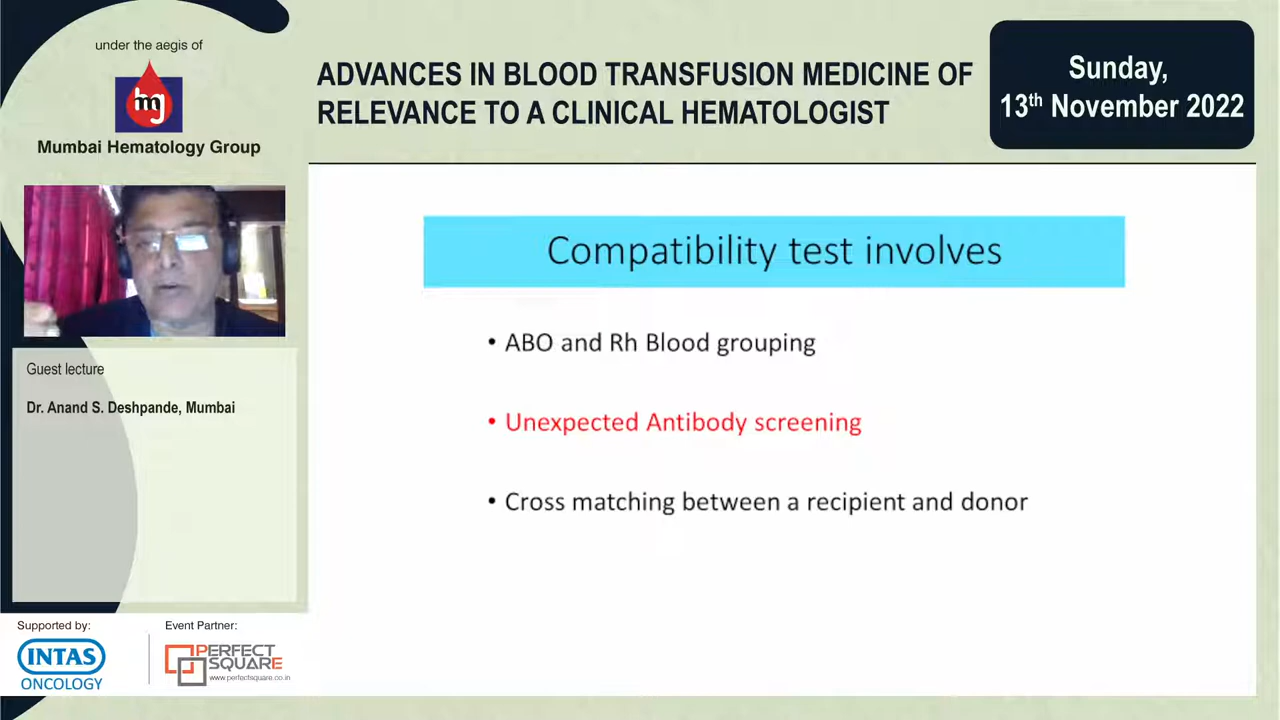 under the aegis of
mg
Mumbai Hematology Group
ADVANCES IN BLOOD TRANSFUSION MEDICINE OF
RELEVANCE TO A CLINICAL HEMATOLOGIST
Sunday,
13th November 2022
Guest lecture
Dr. Anand S. Deshpande, Mumbai
Compatibility test involves
• ABO and Rh Blood grouping
• Unexpected Antibody screening
• Cross matching between a recipient and donor
Supported by:
INTAS
ONCOLOGY
Event Partner:
PERFECT
SQUARE
www.perfectsquare.co.in